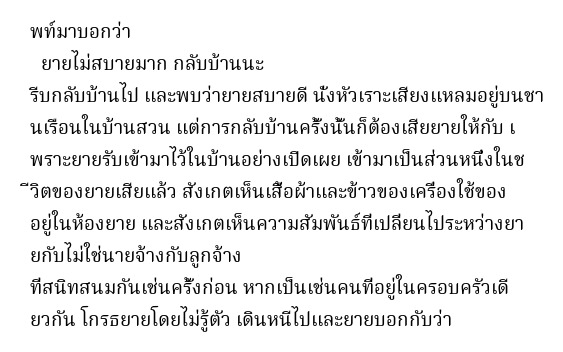 พท์มาบอกว่า
ยายไม่สบายมาก กลับบ้านนะ
รีบกลับบ้านไป และพบว่ายายสบายดี นั่งหัวเราะเสียงแหลมอยู่บนชา
นเรือนในบ้านสวน แต่การกลับบ้านครั้งนั้นก็ต้องเสียยายให้กับ เ
พราะยายรับเข้ามาไว้ในบ้านอย่างเปิดเผย เข้ามาเป็นส่วนหนึ่งในช
ีวิตของยายเสียแล้ว สังเกตเห็นเสื้อผ้าและข้าวของเครื่องใช้ของ
อยู่ในห้องยาย และสังเกตเห็นความสัมพันธ์ที่เปลี่ยนไประหว่างยา
ยกับไม่ใช่นายจ้างกับลูกจ้าง
ที่สนิทสนมกันเช่นครั้งก่อน หากเป็นเช่นคนที่อยู่ในครอบครัวเดี
ยวกัน โกรธยายโดยไม่รู้ตัว เดินหนีไปและยายบอกกับว่า